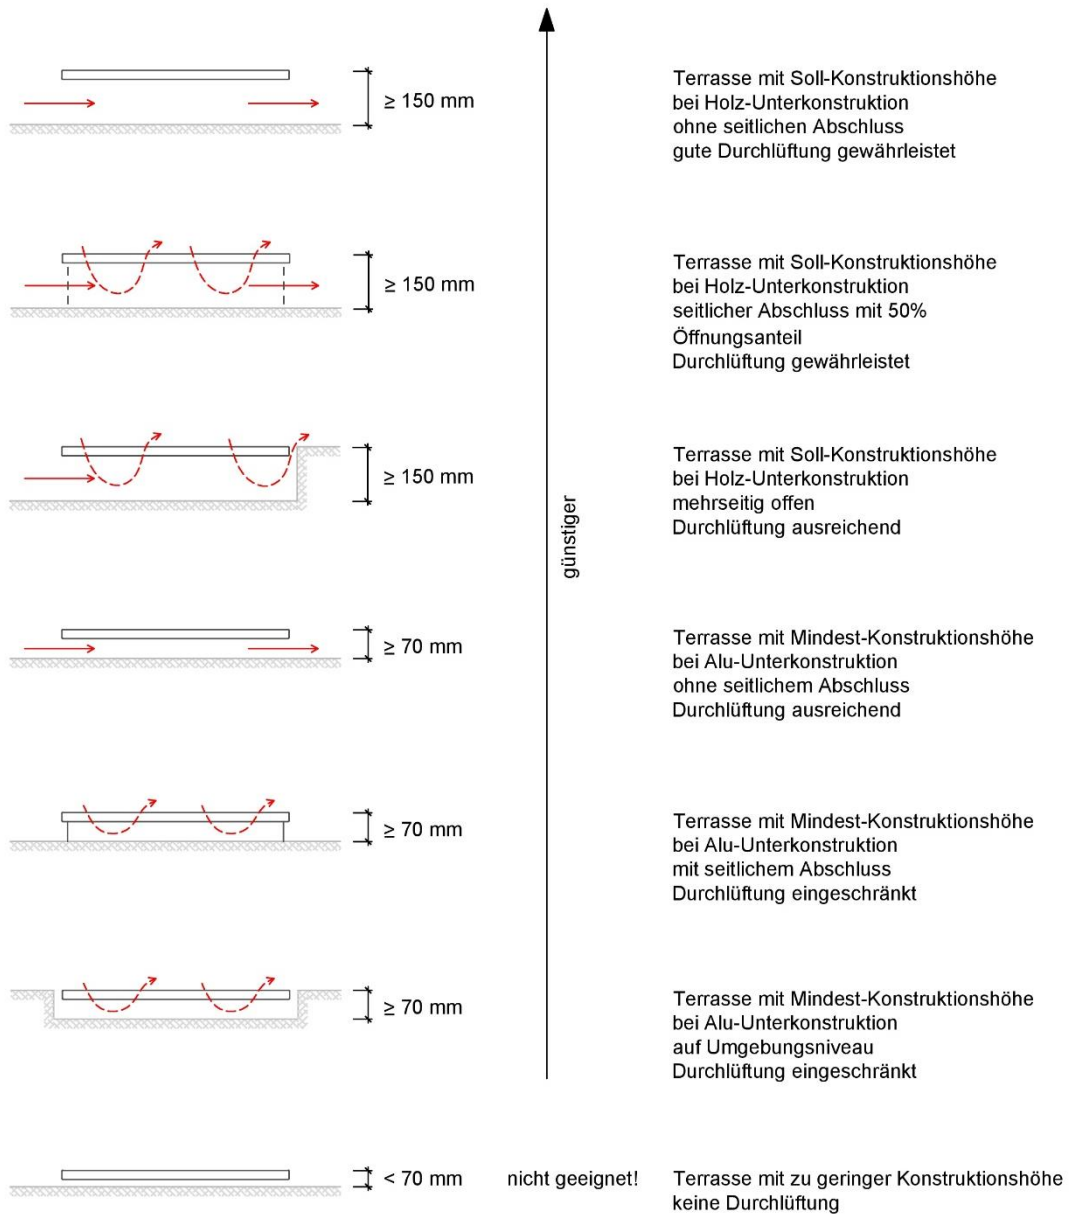 ≥ 150 mm
Terrasse mit Soll-Konstruktionshöhe
bei Holz-Unterkonstruktion
ohne seitlichen Abschluss
gute Durchlüftung gewährleistet
≥ 150 mm
Terrasse mit Soll-Konstruktionshöhe
bei Holz-Unterkonstruktion
seitlicher Abschluss mit 50%
Öffnungsanteil
Durchlüftung gewährleistet
≥ 150 mm
Terrasse mit Soll-Konstruktionshöhe
bei Holz-Unterkonstruktion
mehrseitig offen
Durchlüftung ausreichend
günstiger
≥ 70 mm
Terrasse mit Mindest-Konstruktionshöhe
bei Alu-Unterkonstruktion
ohne seitlichem Abschluss
Durchlüftung ausreichend
≥ 70 mm
Terrasse mit Mindest-Konstruktionshöhe
bei Alu-Unterkonstruktion
mit seitlichem Abschluss
Durchlüftung eingeschränkt
≥ 70 mm
Terrasse mit Mindest-Konstruktionshöhe
bei Alu-Unterkonstruktion
auf Umgebungsniveau
Durchlüftung eingeschränkt
< 70 mm
nicht geeignet!
Terrasse mit zu geringer Konstruktionshöhe
keine Durchlüftung